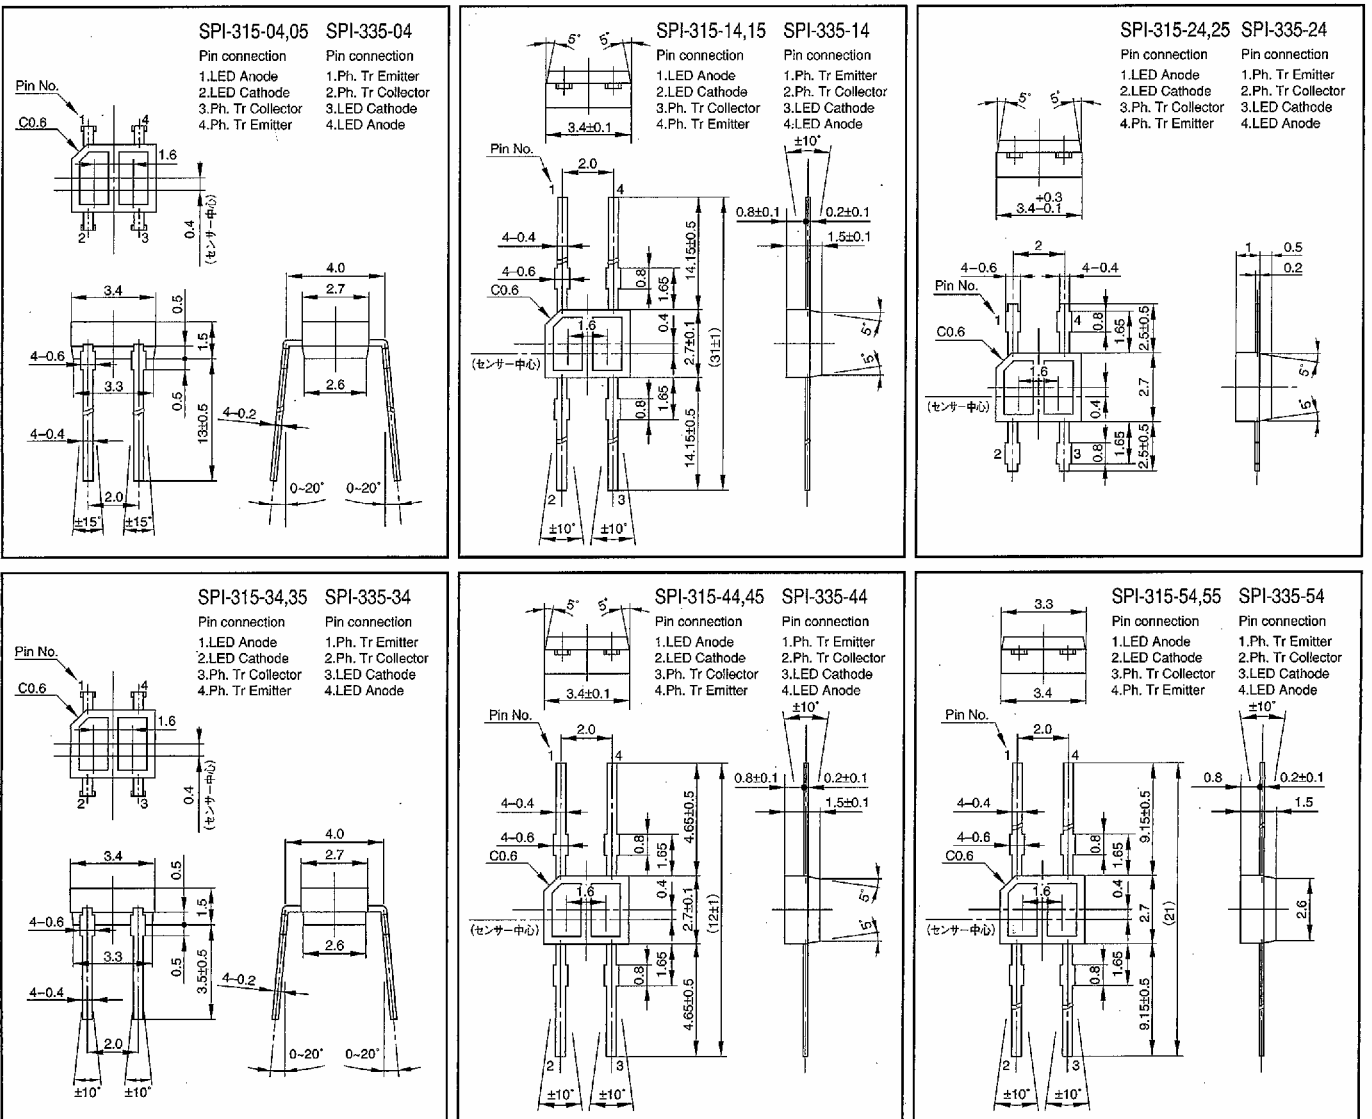 SPI-315-04,05 SPI-335-04
Pin connection Pin connection
1.LED Anode 1.Ph. Tr Emitter
2.LED Cathode 2.Ph. Tr Collector
3.Ph. Tr Collector 3.LED Cathode
4.Ph. Tr Emitter 4.LED Anode
Pin No.
C0.6
1
4
1.6
2
3
0.4
(センサー中心)
3.4
0.5
1.5
4−0.6
3.3
0.5
13±0.5
4−0.4
2.0
±15° ±15°
4.0
2.7
2.6
4−0.2
0~20° 0~20°
SPI-315-14,15 SPI-335-14
Pin connection Pin connection
1.LED Anode 1.Ph. Tr Emitter
2.LED Cathode 2.Ph. Tr Collector
3.Ph. Tr Collector 3.LED Cathode
4.Ph. Tr Emitter 4.LED Anode
5° 5°
3.4±0.1
Pin No.
2.0
1
4
4−0.4
4−0.6
C0.6
0.8
1.65
14.15±0.5
1.6
0.4
2.7±0.1
(31±1)
(センサー中心)
0.8
1.65
14.15±0.5
2
3
±10° ±10°
±10°
0.8±0.1 0.2±0.1
1.5±0.1
5°
5°
SPI-315-24,25 SPI-335-24
Pin connection Pin connection
1.LED Anode 1.Ph. Tr Emitter
2.LED Cathode 2.Ph. Tr Collector
3.Ph. Tr Collector 3.LED Cathode
4.Ph. Tr Emitter 4.LED Anode
5° 5°
+0.3
3.4−0.1
2
4−0.6 4−0.4
Pin No.
1
4
C0.6
0.8
1.65
2.5±0.5
1.6
2.7
0.4
(センサー中心)
2
3
0.8
1.65
2.5±0.5
1 0.5
0.2
5°
5°
SPI-315-34,35 SPI-335-34
Pin connection Pin connection
1.LED Anode 1.Ph. Tr Emitter
2.LED Cathode 2.Ph. Tr Collector
3.Ph. Tr Collector 3.LED Cathode
4.Ph. Tr Emitter 4.LED Anode
Pin No.
C0.6
1
4
1.6
2
3
0.4
(センサー中心)
3.4
0.5
1.5
4−0.6
3.3
0.5
3.5±0.5
4−0.4
2.0
±10° ±10°
4.0
2.7
2.6
4−0.2
0~20° 0~20°
SPI-315-44,45 SPI-335-44
Pin connection Pin connection
1.LED Anode 1.Ph. Tr Emitter
2.LED Cathode 2.Ph. Tr Collector
3.Ph. Tr Collector 3.LED Cathode
4.Ph. Tr Emitter 4.LED Anode
5° 5°
3.4±0.1
Pin No.
2.0
1
4
4−0.4
4−0.6
C0.6
0.8
1.65
4.65±0.5
1.6
0.4
2.7±0.1
(12±1)
(センサー中心)
0.8
1.65
4.65±0.5
2
3
±10° ±10°
±10°
0.8±0.1 0.2±0.1
1.5±0.1
5°
5°
SPI-315-54,55 SPI-335-54
Pin connection Pin connection
1.LED Anode 1.Ph. Tr Emitter
2.LED Cathode 2.Ph. Tr Collector
3.Ph. Tr Collector 3.LED Cathode
4.Ph. Tr Emitter 4.LED Anode
3.3
3.4
Pin No.
2.0
1
4
4−0.4
4−0.6
C0.6
0.8
1.65
9.15±0.5
1.6
0.4
2.7
(21)
(センサー中心)
0.8
1.65
9.15±0.5
2
3
±10° ±10°
±10°
0.8 0.2±0.1
1.5
2.6